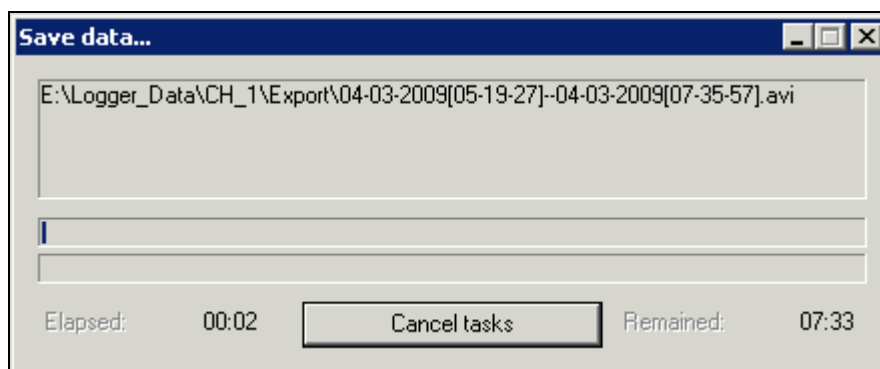 Save data...
E:\Logger_Data\CH_1\Export\04-03-2009[05-19-27]--04-03-2009[07-35-57].avi
Elapsed: 00:02 Cancel tasks Remained: 07:33